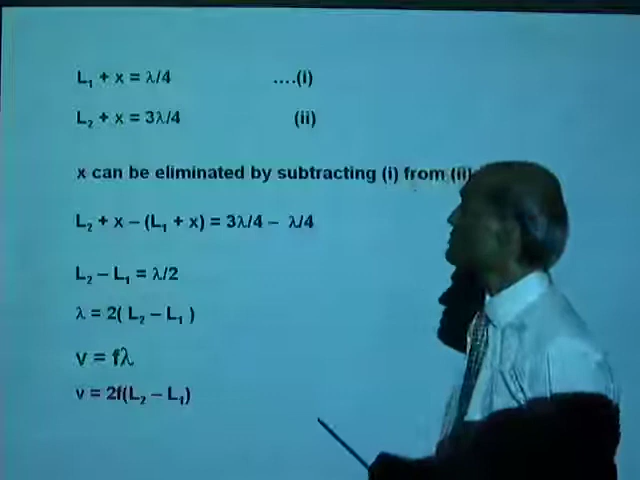 L₁ + x = λ/4 ....(i)
L₂ + x = 3λ/4 (ii)
x can be eliminated by subtracting (i) from (ii)
L₂ + x – (L₁ + x) = 3λ/4 – λ/4
L₂ – L₁ = λ/2
λ = 2( L₂ – L₁ )
v = fλ
v = 2f(L₂ – L₁)